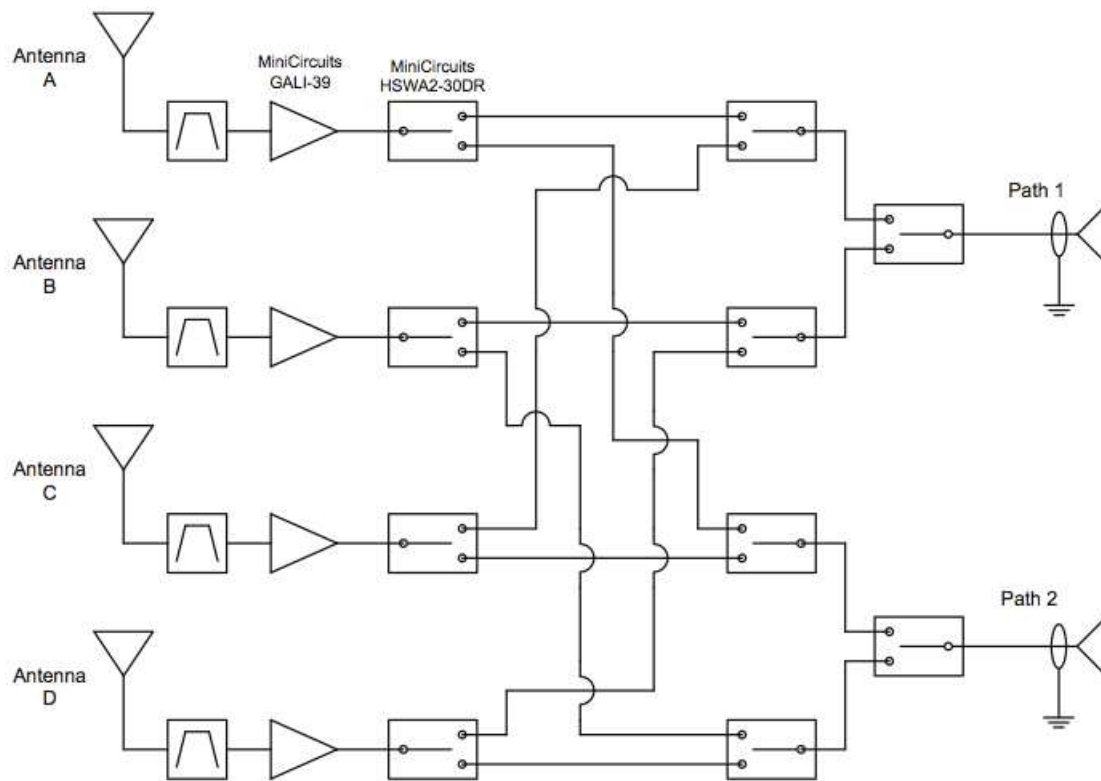 Antenna
A
MiniCircuits
GALI-39
MiniCircuits
HSWA2-30DR
Path 1
Antenna
B
Antenna
C
Path 2
Antenna
D